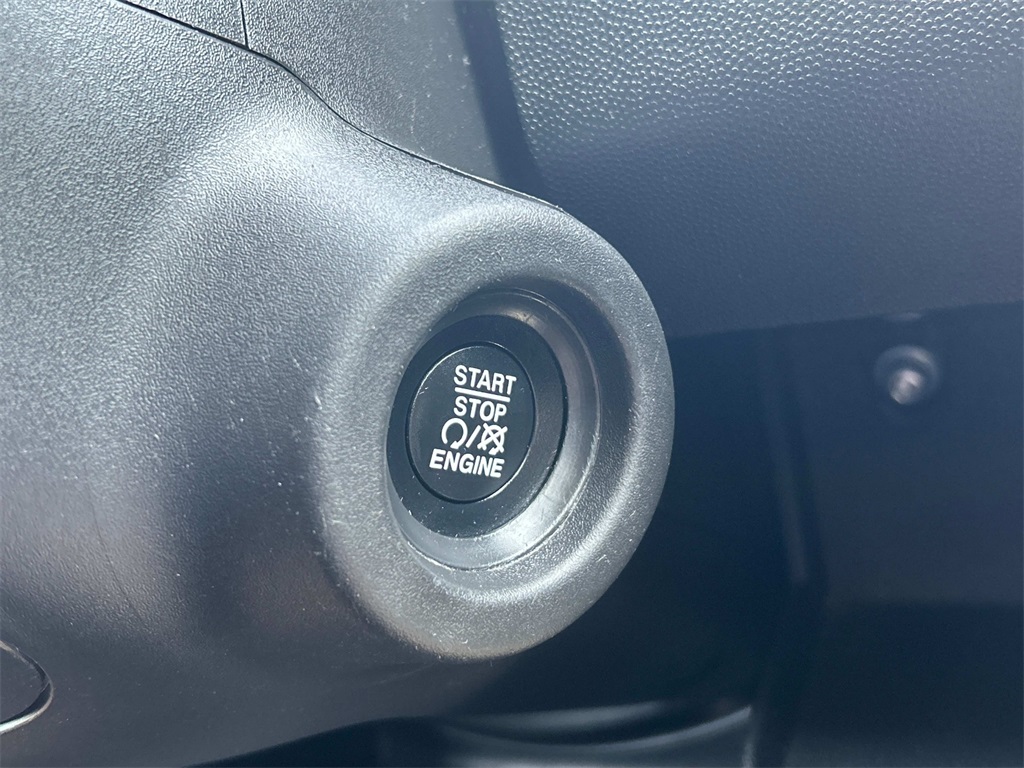 START
STOP
/
ENGINE